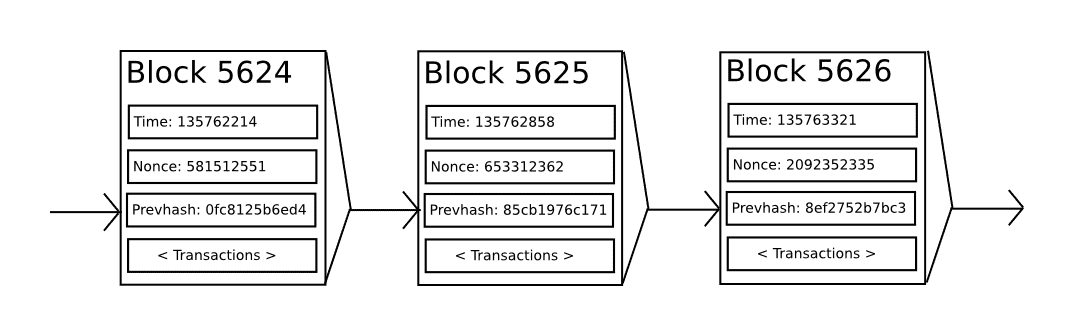 Block 5624
Time: 135762214
Nonce: 581512551
Prevhash: 0fc8125b6ed4
< Transactions >
Block 5625
Time: 135762858
Nonce: 653312362
Prevhash: 85cb1976c171
< Transactions >
Block 5626
Time: 135763321
Nonce: 2092352335
Prevhash: 8ef2752b7bc3
< Transactions >